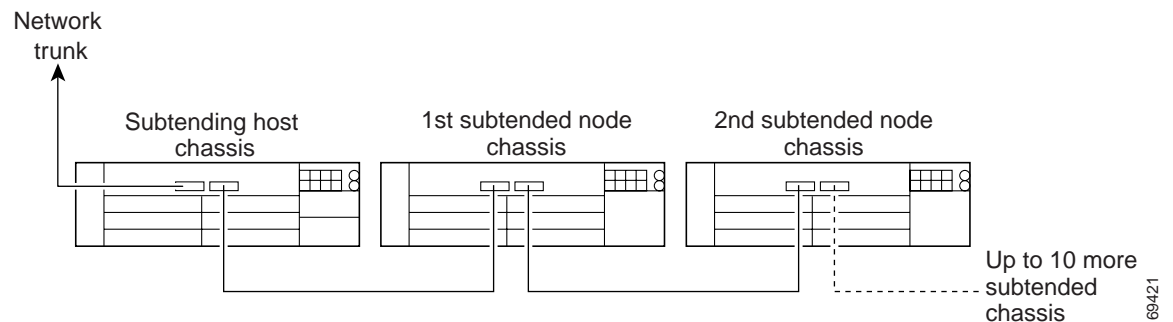 Network
trunk
Subtending host
chassis
1st subtended node
chassis
2nd subtended node
chassis
Up to 10 more
subtended
chassis
69421